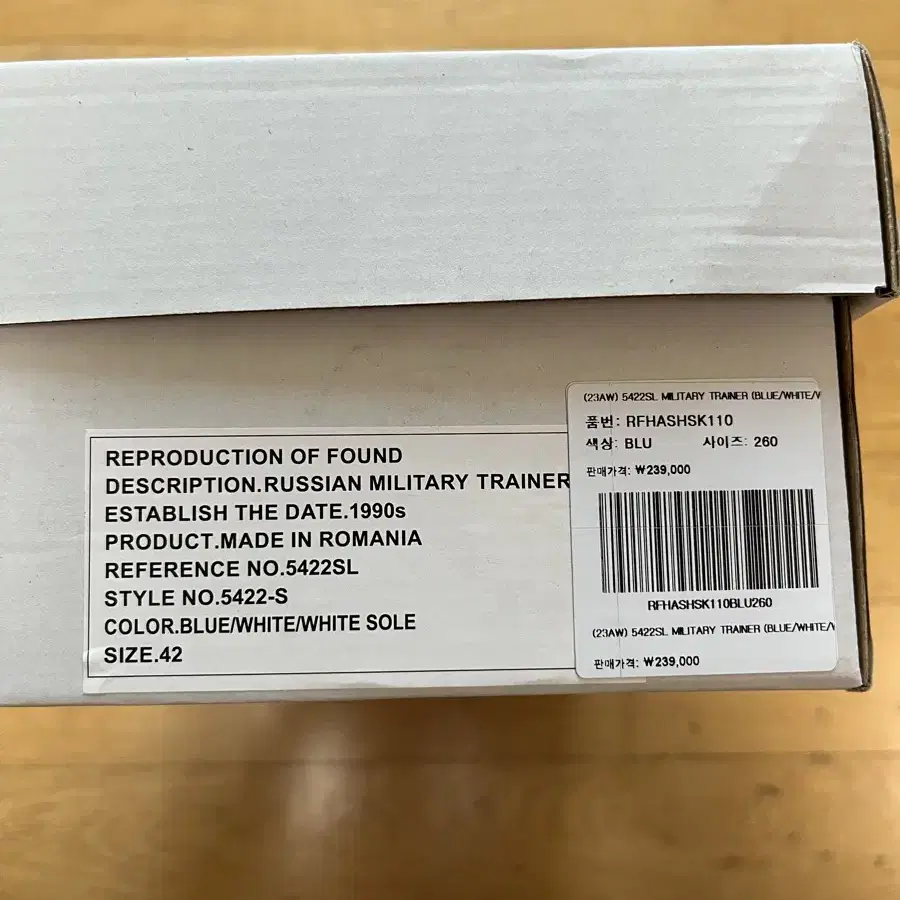 REPRODUCTION OF FOUND
DESCRIPTION.RUSSIAN MILITARY TRAINER
ESTABLISH THE DATE.1990s
PRODUCT.MADE IN ROMANIA
REFERENCE NO.5422SL
STYLE NO.5422-S
COLOR.BLUE/WHITE/WHITE SOLE
SIZE.42
(23AW) 5422SL MILITARY TRAINER (BLUE/WHITE/
품번: RFHASHSK110
색상: BLU 사이즈: 260
판매가격: ₩239,000
RFHASHSK110BLU260
(23AW) 5422SL MILITARY TRAINER (BLUE/WHITE/
판매가격: ₩239,000